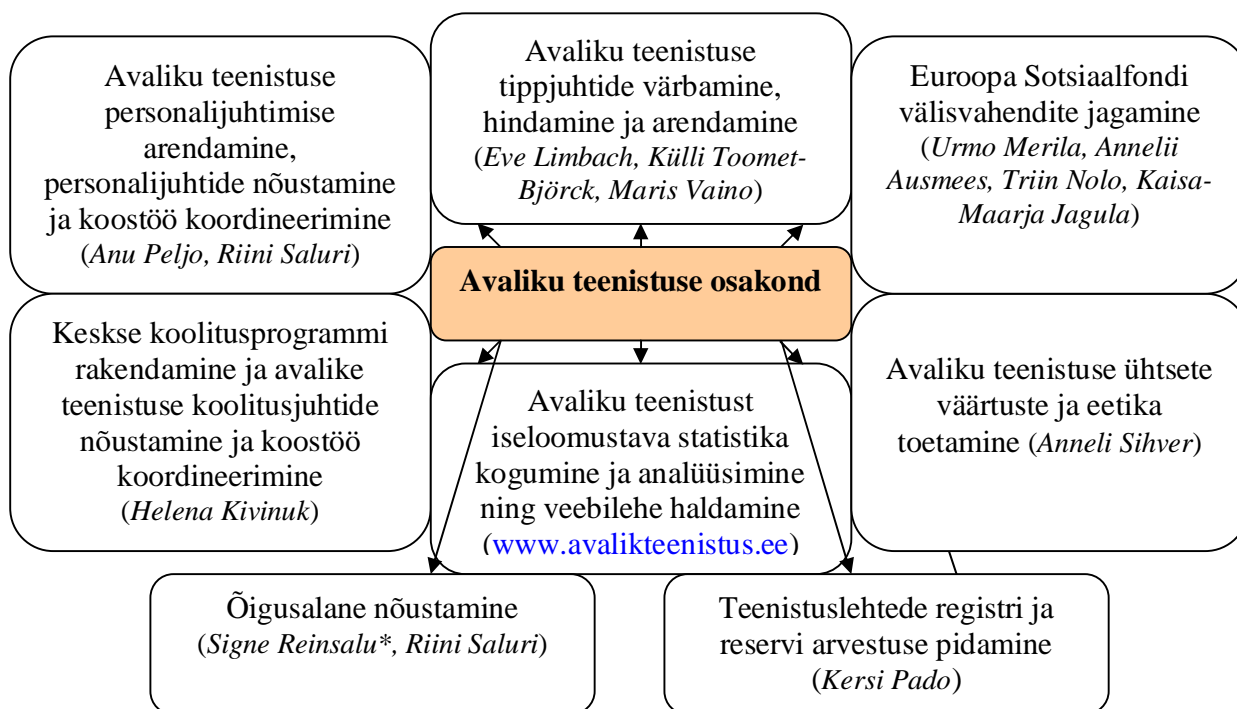 Avaliku teenistuse
personalijuhtimise
arendamine,
personalijuhtide nõustamine
ja koostöö koordineerimine
(Anu Peljo, Riini Saluri)
Avaliku teenistuse
tippjuhtide värbamine,
hindamine ja arendamine
(Eve Limbach, Külli Toomet-
Björck, Maris Vaino)
Euroopa Sotsiaalfondi
välisvahendite jagamine
(Urmo Merila, Annelii
Ausmees, Triin Nolo, Kaisa-
Maarja Jagula)
Avaliku teenistuse osakond
Keskse koolitusprogrammi
rakendamine ja avalike
teenistuse koolitusjuhtide
nõustamine ja koostöö
koordineerimine
(Helena Kivinuk)
Avaliku teenistust
iseloomustava statistika
kogumine ja analüüsimine
ning veebilehe haldamine
(www.avalikteenistus.ee)
Avaliku teenistuse ühtsete
väärtuste ja eetika
toetamine (Anneli Sihver)
Õigusalane nõustamine
(Signe Reinsalu*, Riini Saluri)
Teenistuslehtede registri ja
reservi arvestuse pidamine
(Kersi Pado)